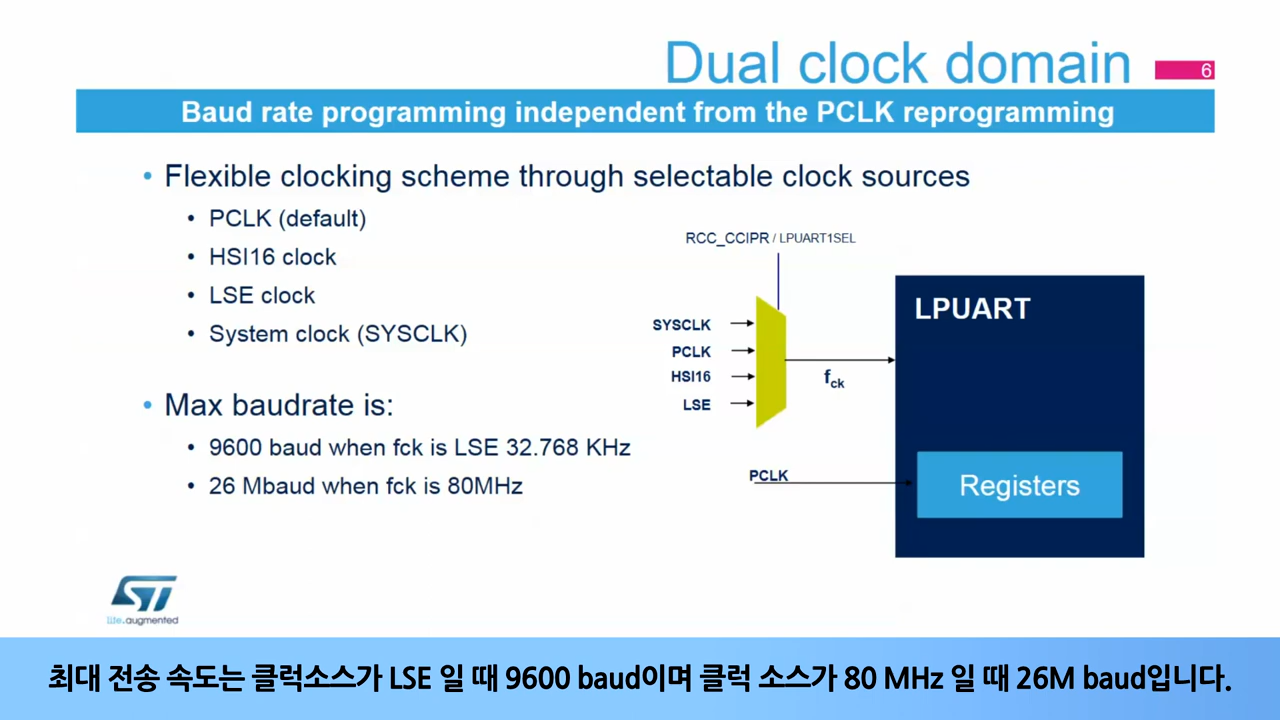 Dual clock domain
6
Baud rate programming independent from the PCLK reprogramming
• Flexible clocking scheme through selectable clock sources
• PCLK (default)
• HSI16 clock
• LSE clock
• System clock (SYSCLK)
• Max baudrate is:
• 9600 baud when fck is LSE 32.768 KHz
• 26 Mbaud when fck is 80MHz
RCC_CCIPR / LPUART1SEL
SYSCLK
PCLK
HSI16
LSE
fck
PCLK
LPUART
Registers
ST
life.augmented
최대 전송 속도는 클럭소스가 LSE 일 때 9600 baud이며 클럭 소스가 80 MHz 일 때 26M baud입니다.